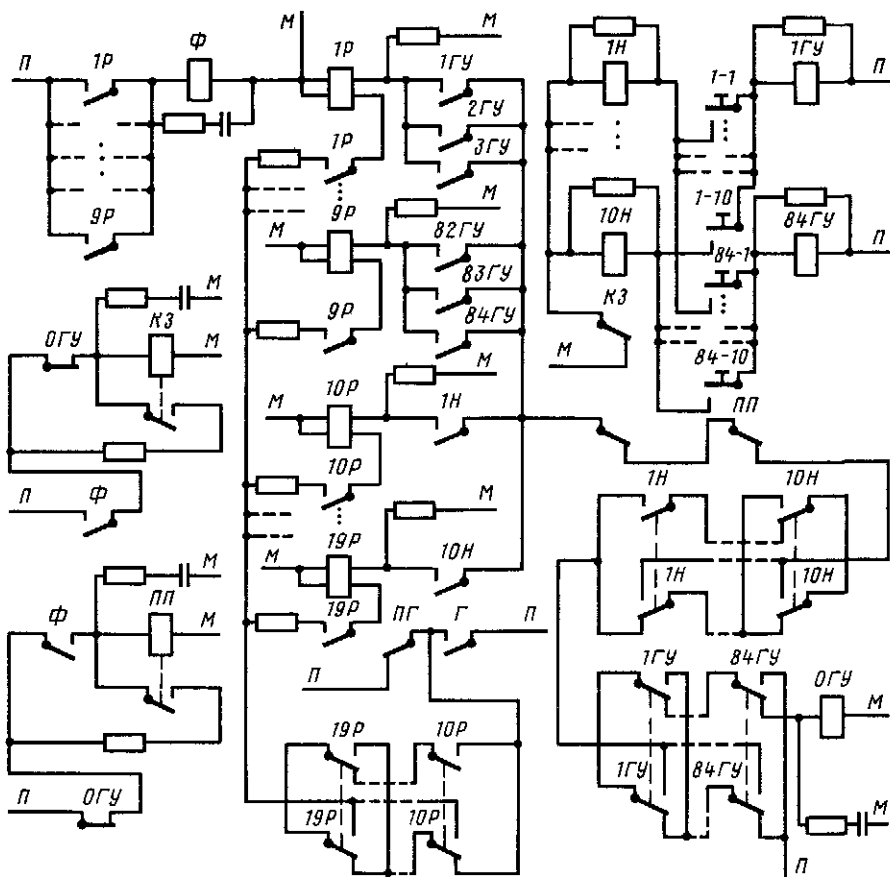 М
П
1Р
Ф
1Р
М
1ГУ
2ГУ
3ГУ
1Р
9Р
М
9Р
М
82ГУ
83ГУ
84ГУ
9Р
М
0ГУ
КЗ
М
П
Ф
М
10Р
М
1Н
10Р
М
19Р
М
10Н
19Р
М
Ф
ПП
М
П
0ГУ
ПГ
Г
П
П
19Р
10Р
19Р
10Р
1Н
1-1
1ГУ
П
10Н
1-10
84ГУ
84-1
П
КЗ
М
84-10
ПП
1Н
10Н
1Н
10Н
1ГУ
84ГУ
0ГУ
М
1ГУ
84ГУ
М
П